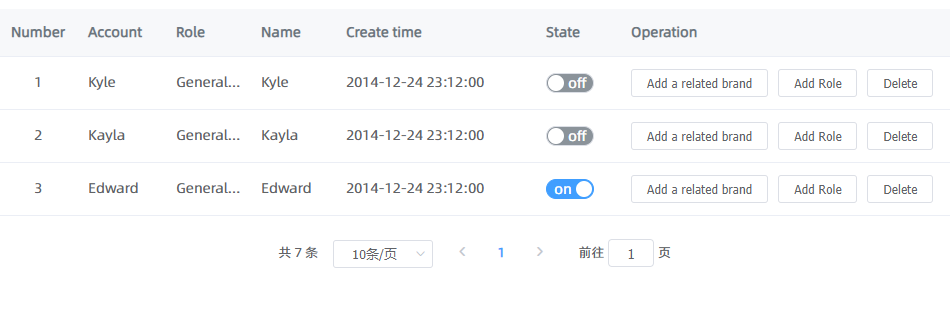 Number Account Role Name Create time State Operation
1 Kyle General... Kyle 2014-12-24 23:12:00 off Add a related brand Add Role Delete
2 Kayla General... Kayla 2014-12-24 23:12:00 off Add a related brand Add Role Delete
3 Edward General... Edward 2014-12-24 23:12:00 on Add a related brand Add Role Delete
共 7 条 10条/页 1 前往 1 页